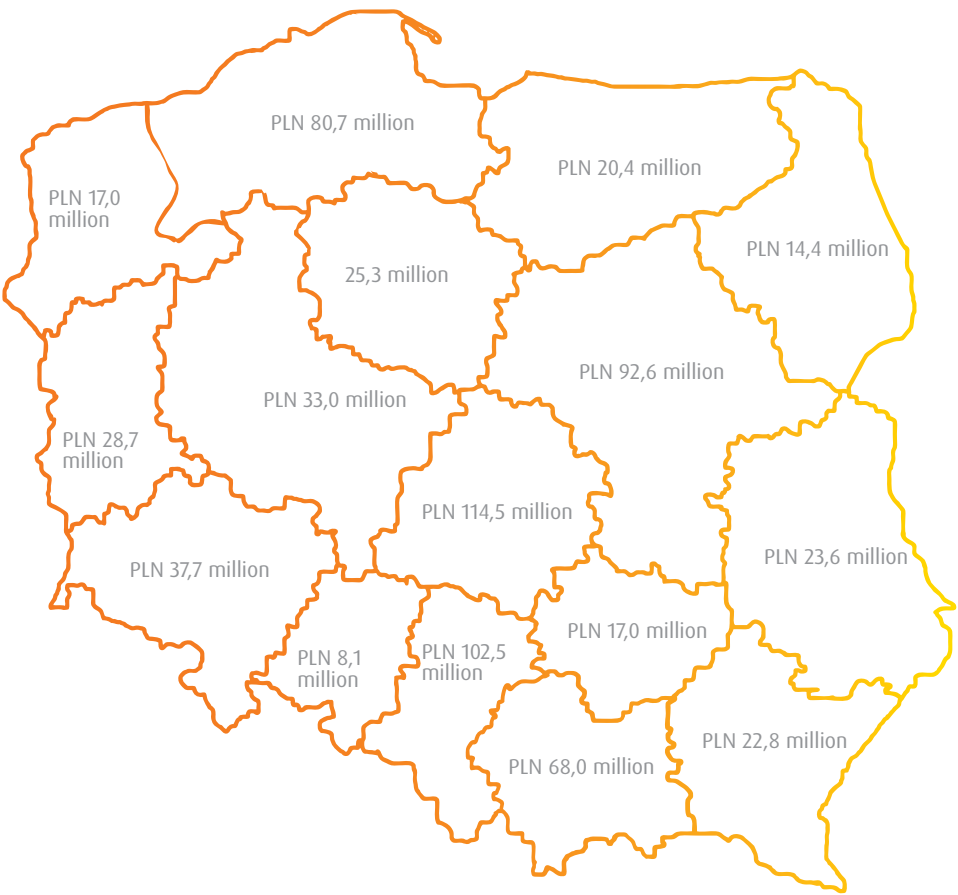 PLN 80,7 million
PLN 20,4 million
PLN 17,0
million
PLN 14,4 million
25,3 million
PLN 92,6 million
PLN 33,0 million
PLN 28,7
million
PLN 114,5 million
PLN 23,6 million
PLN 37,7 million
PLN 17,0 million
PLN 8,1
million
PLN 102,5
million
PLN 22,8 million
PLN 68,0 million